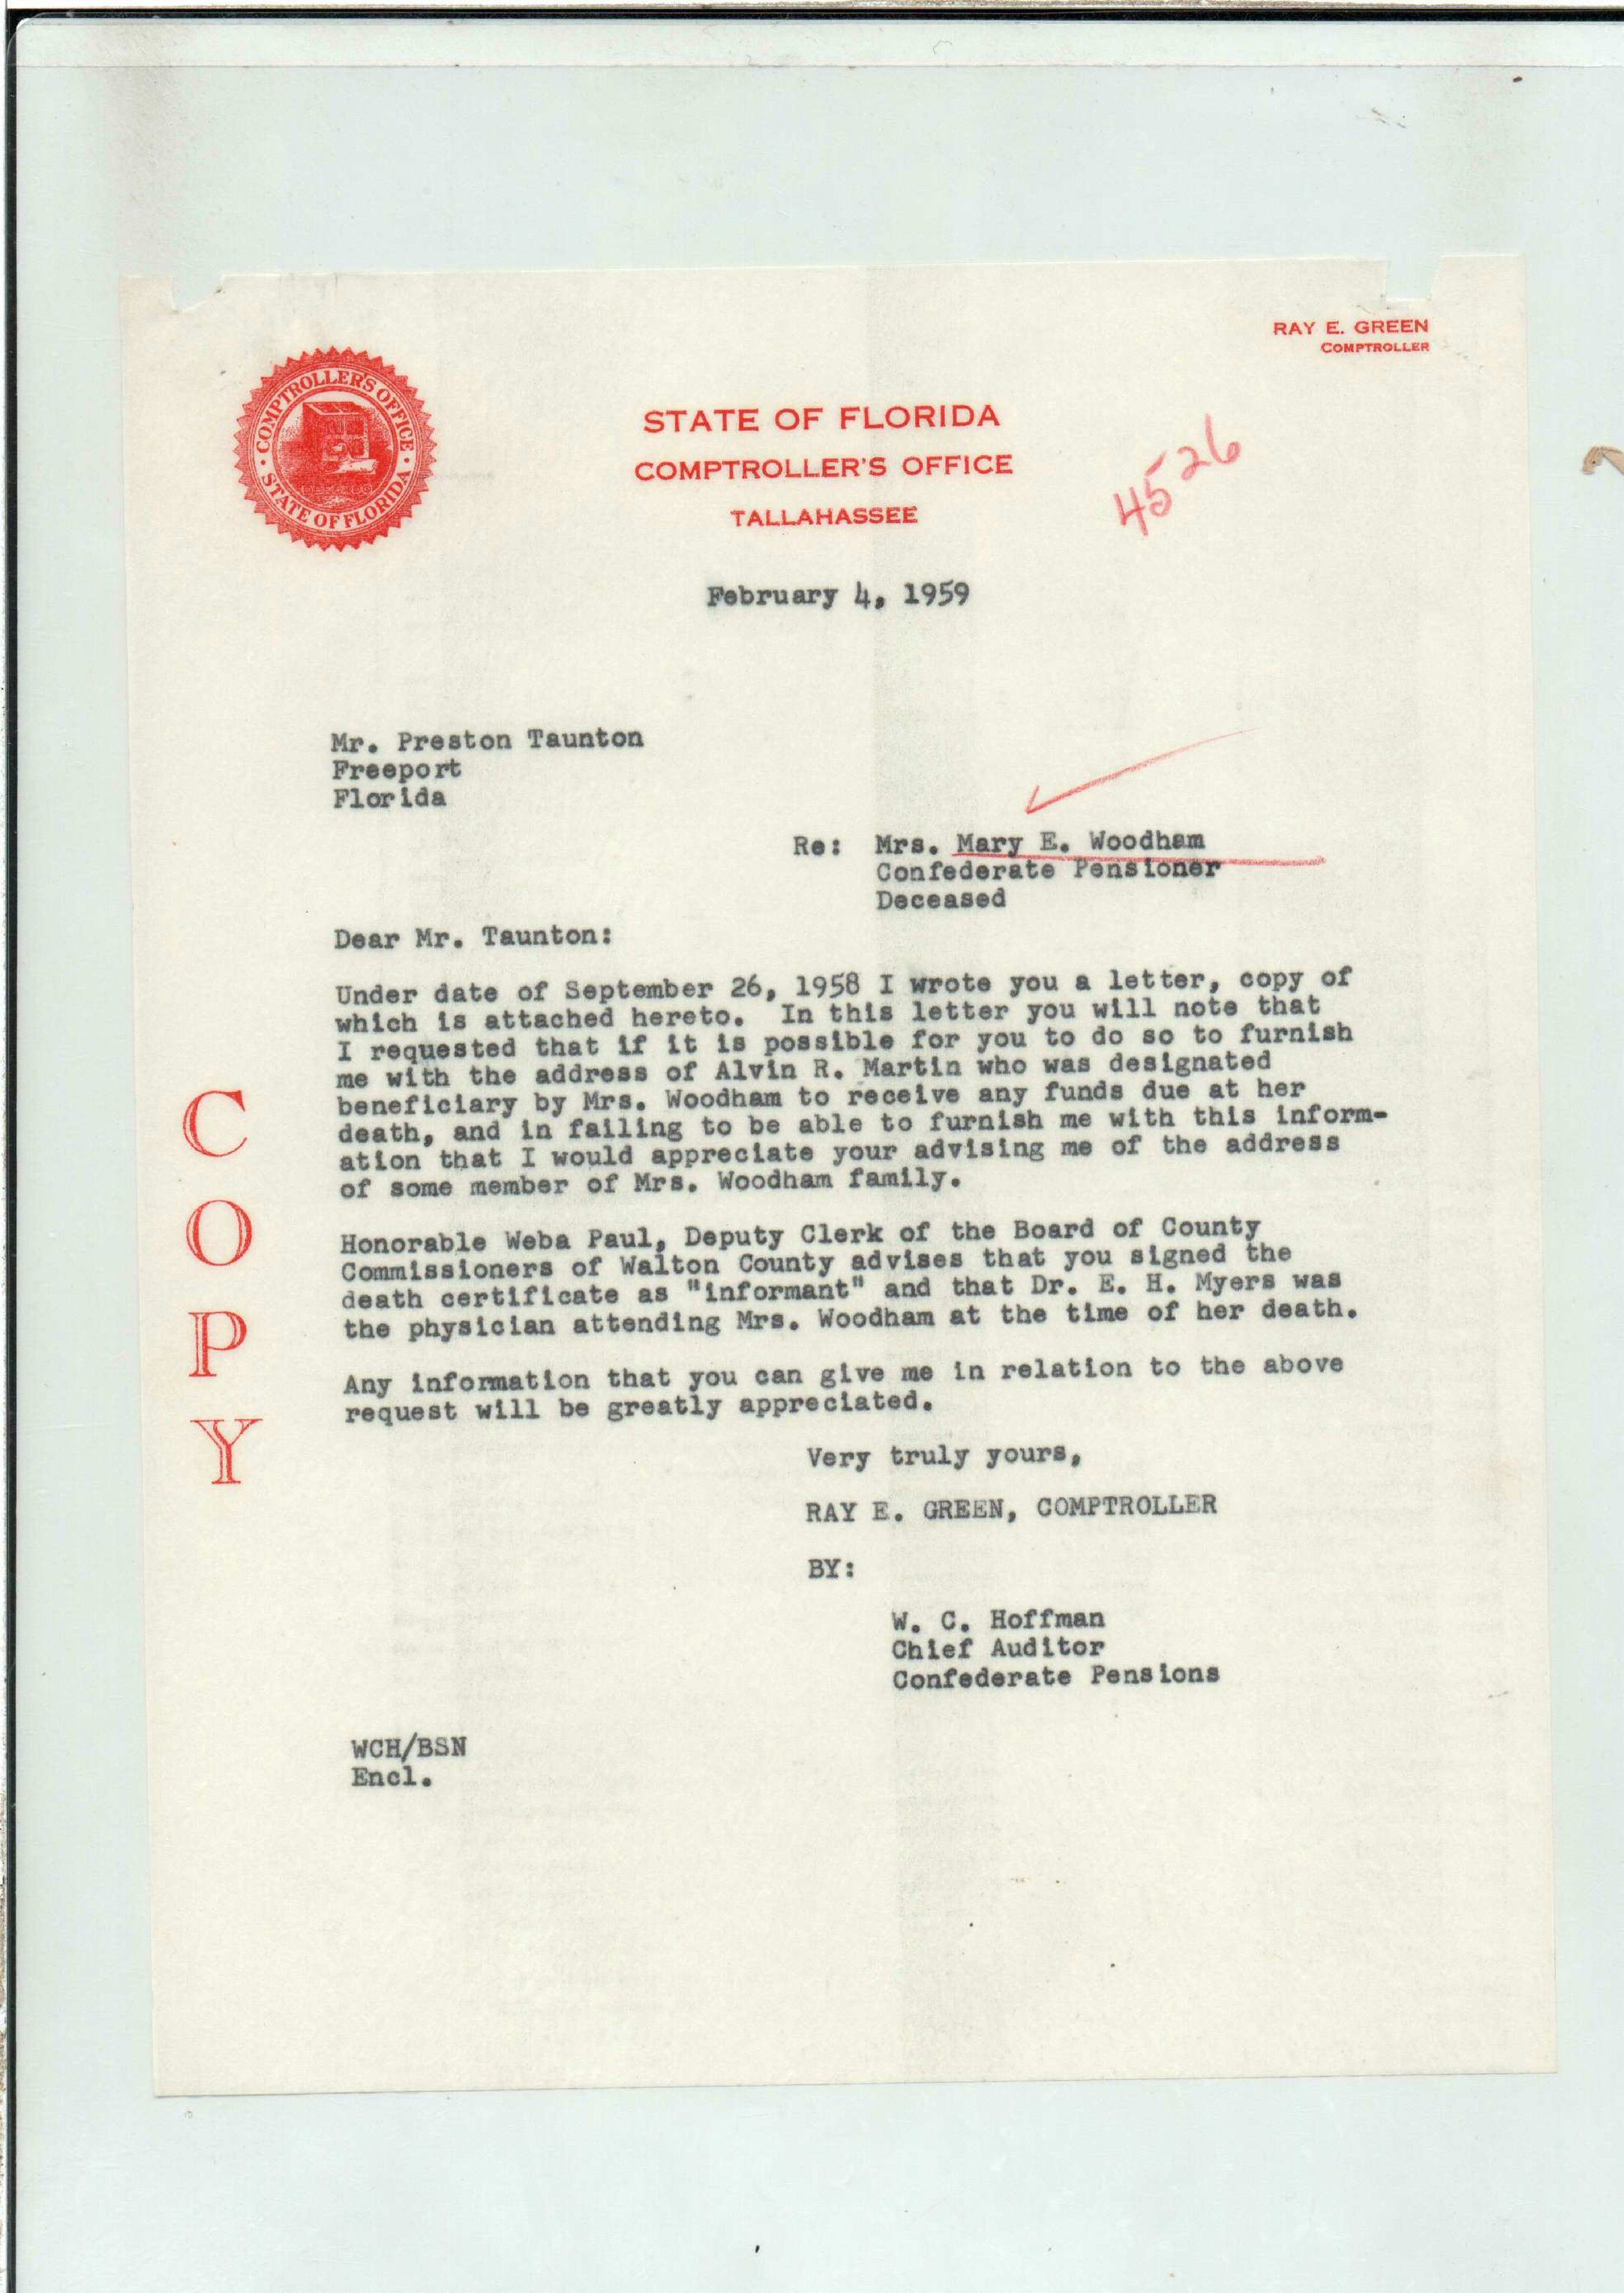 RAY E. GREEN
COMPTROLLER
COMPTROLLER'S OFFICE · STATE OF FLORIDA ·
STATE OF FLORIDA
COMPTROLLER'S OFFICE
TALLAHASSEE
4526
February 4, 1959
Mr. Preston Taunton
Freeport
Florida
Re: Mrs. Mary E. Woodham
Confederate Pensioner
Deceased
Dear Mr. Taunton:
Under date of September 26, 1958 I wrote you a letter, copy of
which is attached hereto. In this letter you will note that
I requested that if it is possible for you to do so to furnish
me with the address of Alvin R. Martin who was designated
beneficiary by Mrs. Woodham to receive any funds due at her
death, and in failing to be able to furnish me with this inform-
ation that I would appreciate your advising me of the address
of some member of Mrs. Woodham family.
Honorable Weba Paul, Deputy Clerk of the Board of County
Commissioners of Walton County advises that you signed the
death certificate as "informant" and that Dr. E. H. Myers was
the physician attending Mrs. Woodham at the time of her death.
Any information that you can give me in relation to the above
request will be greatly appreciated.
Very truly yours,
RAY E. GREEN, COMPTROLLER
BY:
W. C. Hoffman
Chief Auditor
Confederate Pensions
WCH/BSN
Encl.
COPY